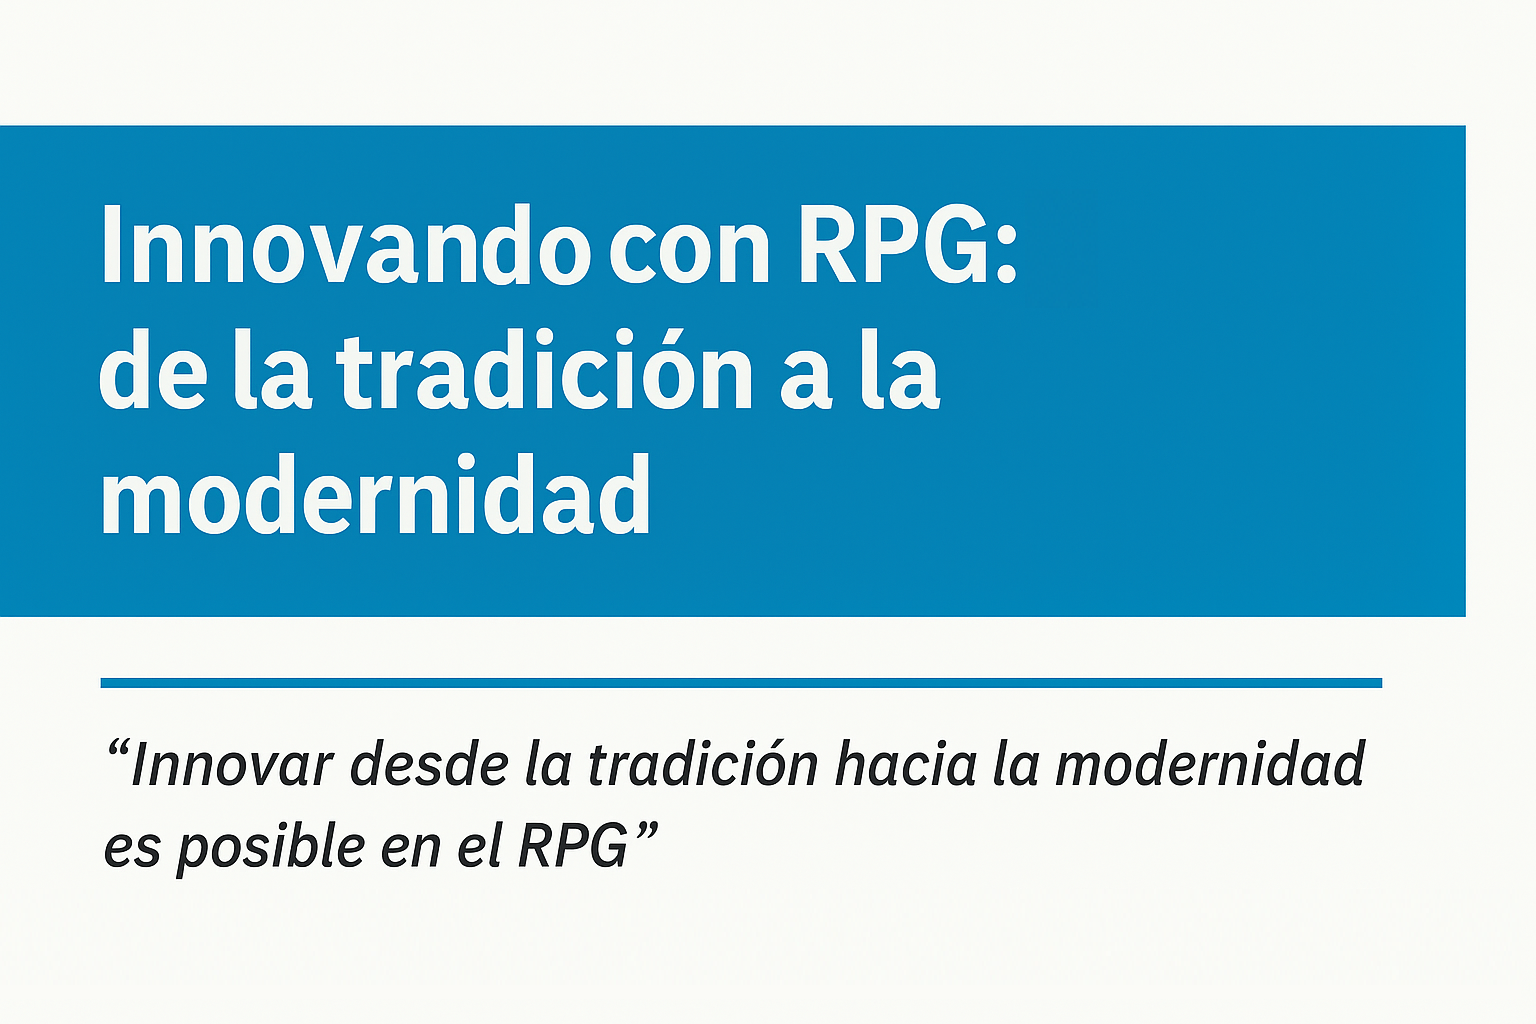 Innovando con RPG:
de la tradición a la
modernidad
“Innovar desde la tradición hacia la modernidad
es posible en el RPG”